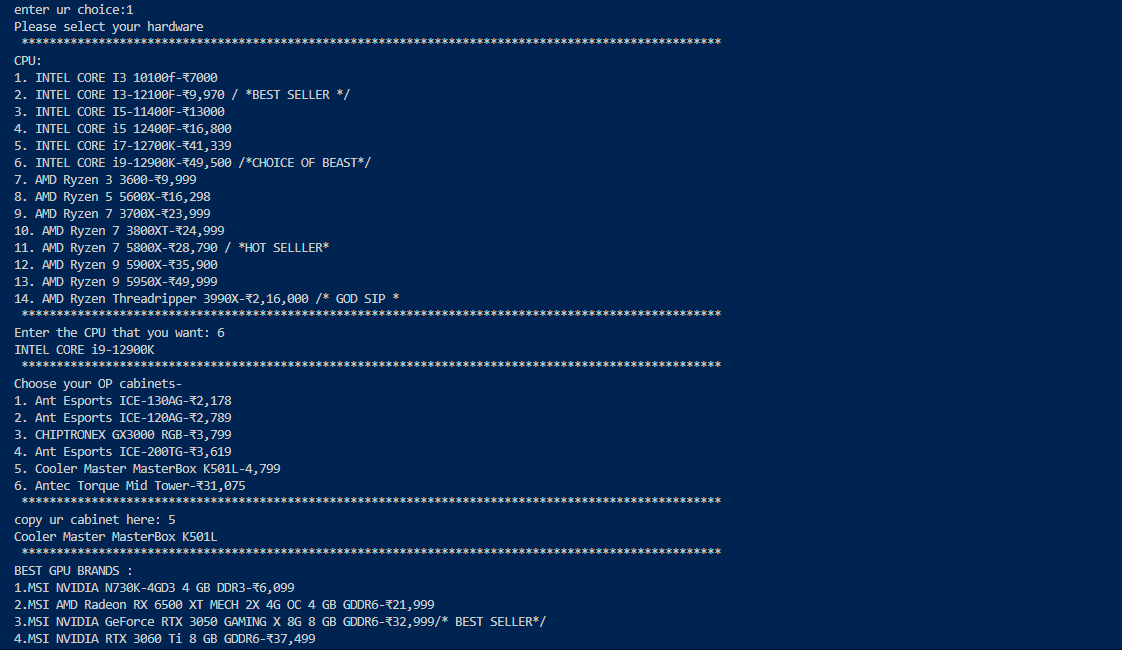 enter ur choice:1
Please select your hardware
****************************************************************************************************
CPU:
1. INTEL CORE I3 10100f-₹7000
2. INTEL CORE I3-12100F-₹9,970 / *BEST SELLER */
3. INTEL CORE I5-11400F-₹13000
4. INTEL CORE i5 12400F-₹16,800
5. INTEL CORE i7-12700K-₹41,339
6. INTEL CORE i9-12900K-₹49,500 /*CHOICE OF BEAST*/
7. AMD Ryzen 3 3600-₹9,999
8. AMD Ryzen 5 5600X-₹16,298
9. AMD Ryzen 7 3700X-₹23,999
10. AMD Ryzen 7 3800XT-₹24,999
11. AMD Ryzen 7 5800X-₹28,790 / *HOT SELLLER*
12. AMD Ryzen 9 5900X-₹35,900
13. AMD Ryzen 9 5950X-₹49,999
14. AMD Ryzen Threadripper 3990X-₹2,16,000 /* GOD SIP *
****************************************************************************************************
Enter the CPU that you want: 6
INTEL CORE i9-12900K
****************************************************************************************************
Choose your OP cabinets-
1. Ant Esports ICE-130AG-₹2,178
2. Ant Esports ICE-120AG-₹2,789
3. CHIPTRONEX GX3000 RGB-₹3,799
4. Ant Esports ICE-200TG-₹3,619
5. Cooler Master MasterBox K501L-4,799
6. Antec Torque Mid Tower-₹31,075
****************************************************************************************************
copy ur cabinet here: 5
Cooler Master MasterBox K501L
****************************************************************************************************
BEST GPU BRANDS :
1.MSI NVIDIA N730K-4GD3 4 GB DDR3-₹6,099
2.MSI AMD Radeon RX 6500 XT MECH 2X 4G OC 4 GB GDDR6-₹21,999
3.MSI NVIDIA GeForce RTX 3050 GAMING X 8G 8 GB GDDR6-₹32,999/* BEST SELLER*/
4.MSI NVIDIA RTX 3060 Ti 8 GB GDDR6-₹37,499